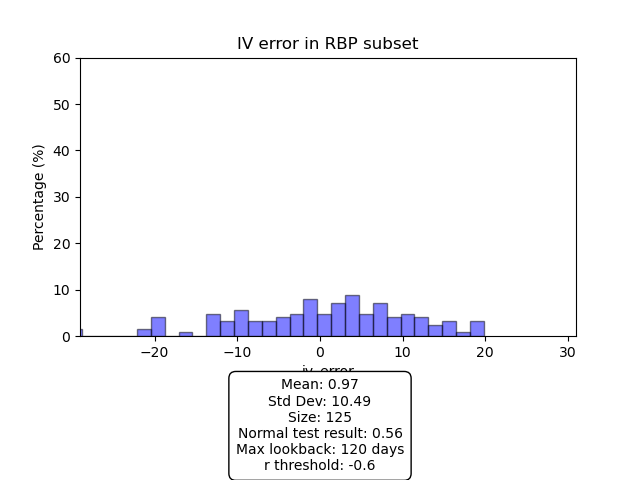 IV error in RBP subset
Percentage (%)
60
50
40
30
20
10
0
−20
−10
0
10
20
30
iv_error
Mean: 0.97
Std Dev: 10.49
Size: 125
Normal test result: 0.56
Max lookback: 120 days
r threshold: -0.6